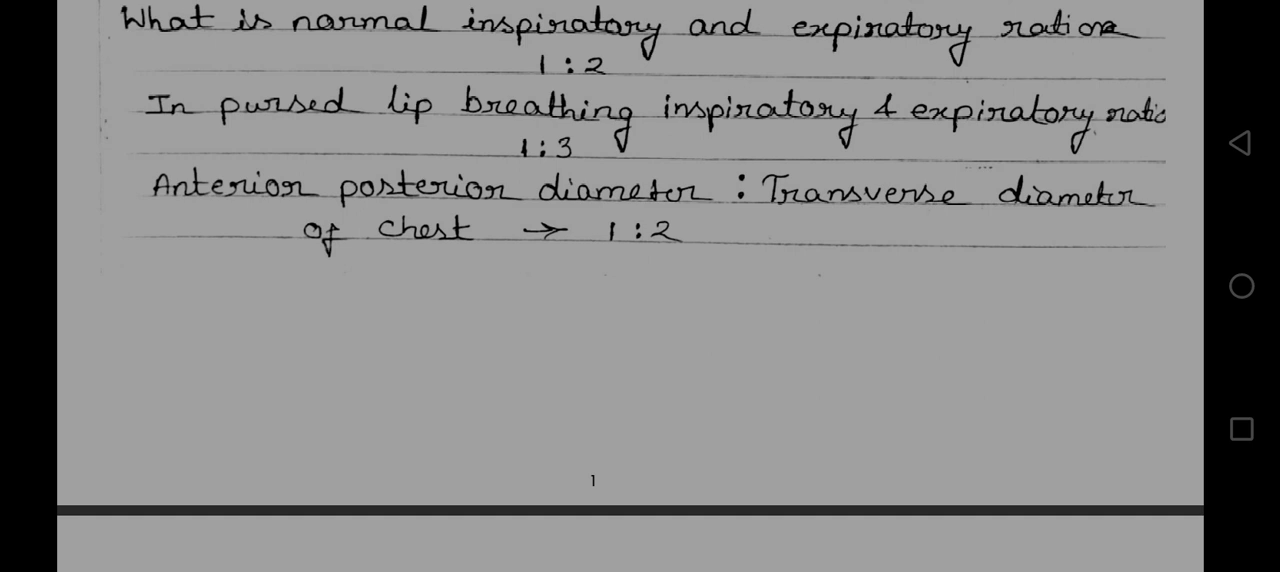 What is normal inspiratory and expiratory ratio
1 : 2
In pursed lip breathing inspiratory & expiratory ratio
1 : 3
Anterior posterior diameter : Transverse diameter
of chest → 1 : 2
1